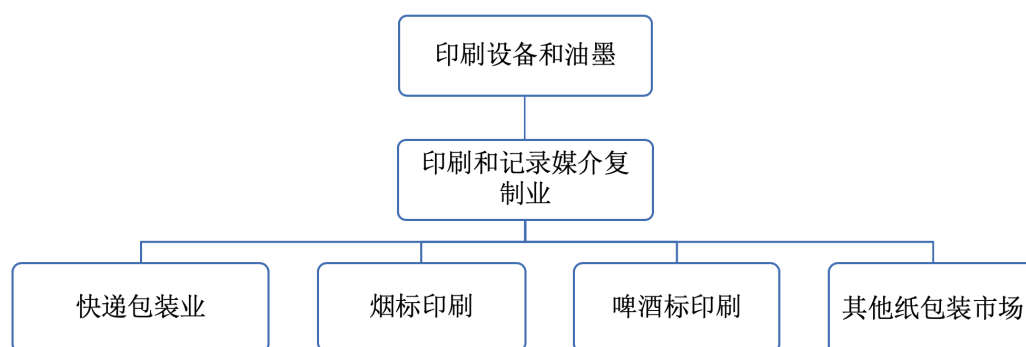 印刷设备和油墨
印刷和记录媒介复
制业
快递包装业
烟标印刷
啤酒标印刷
其他纸包装市场